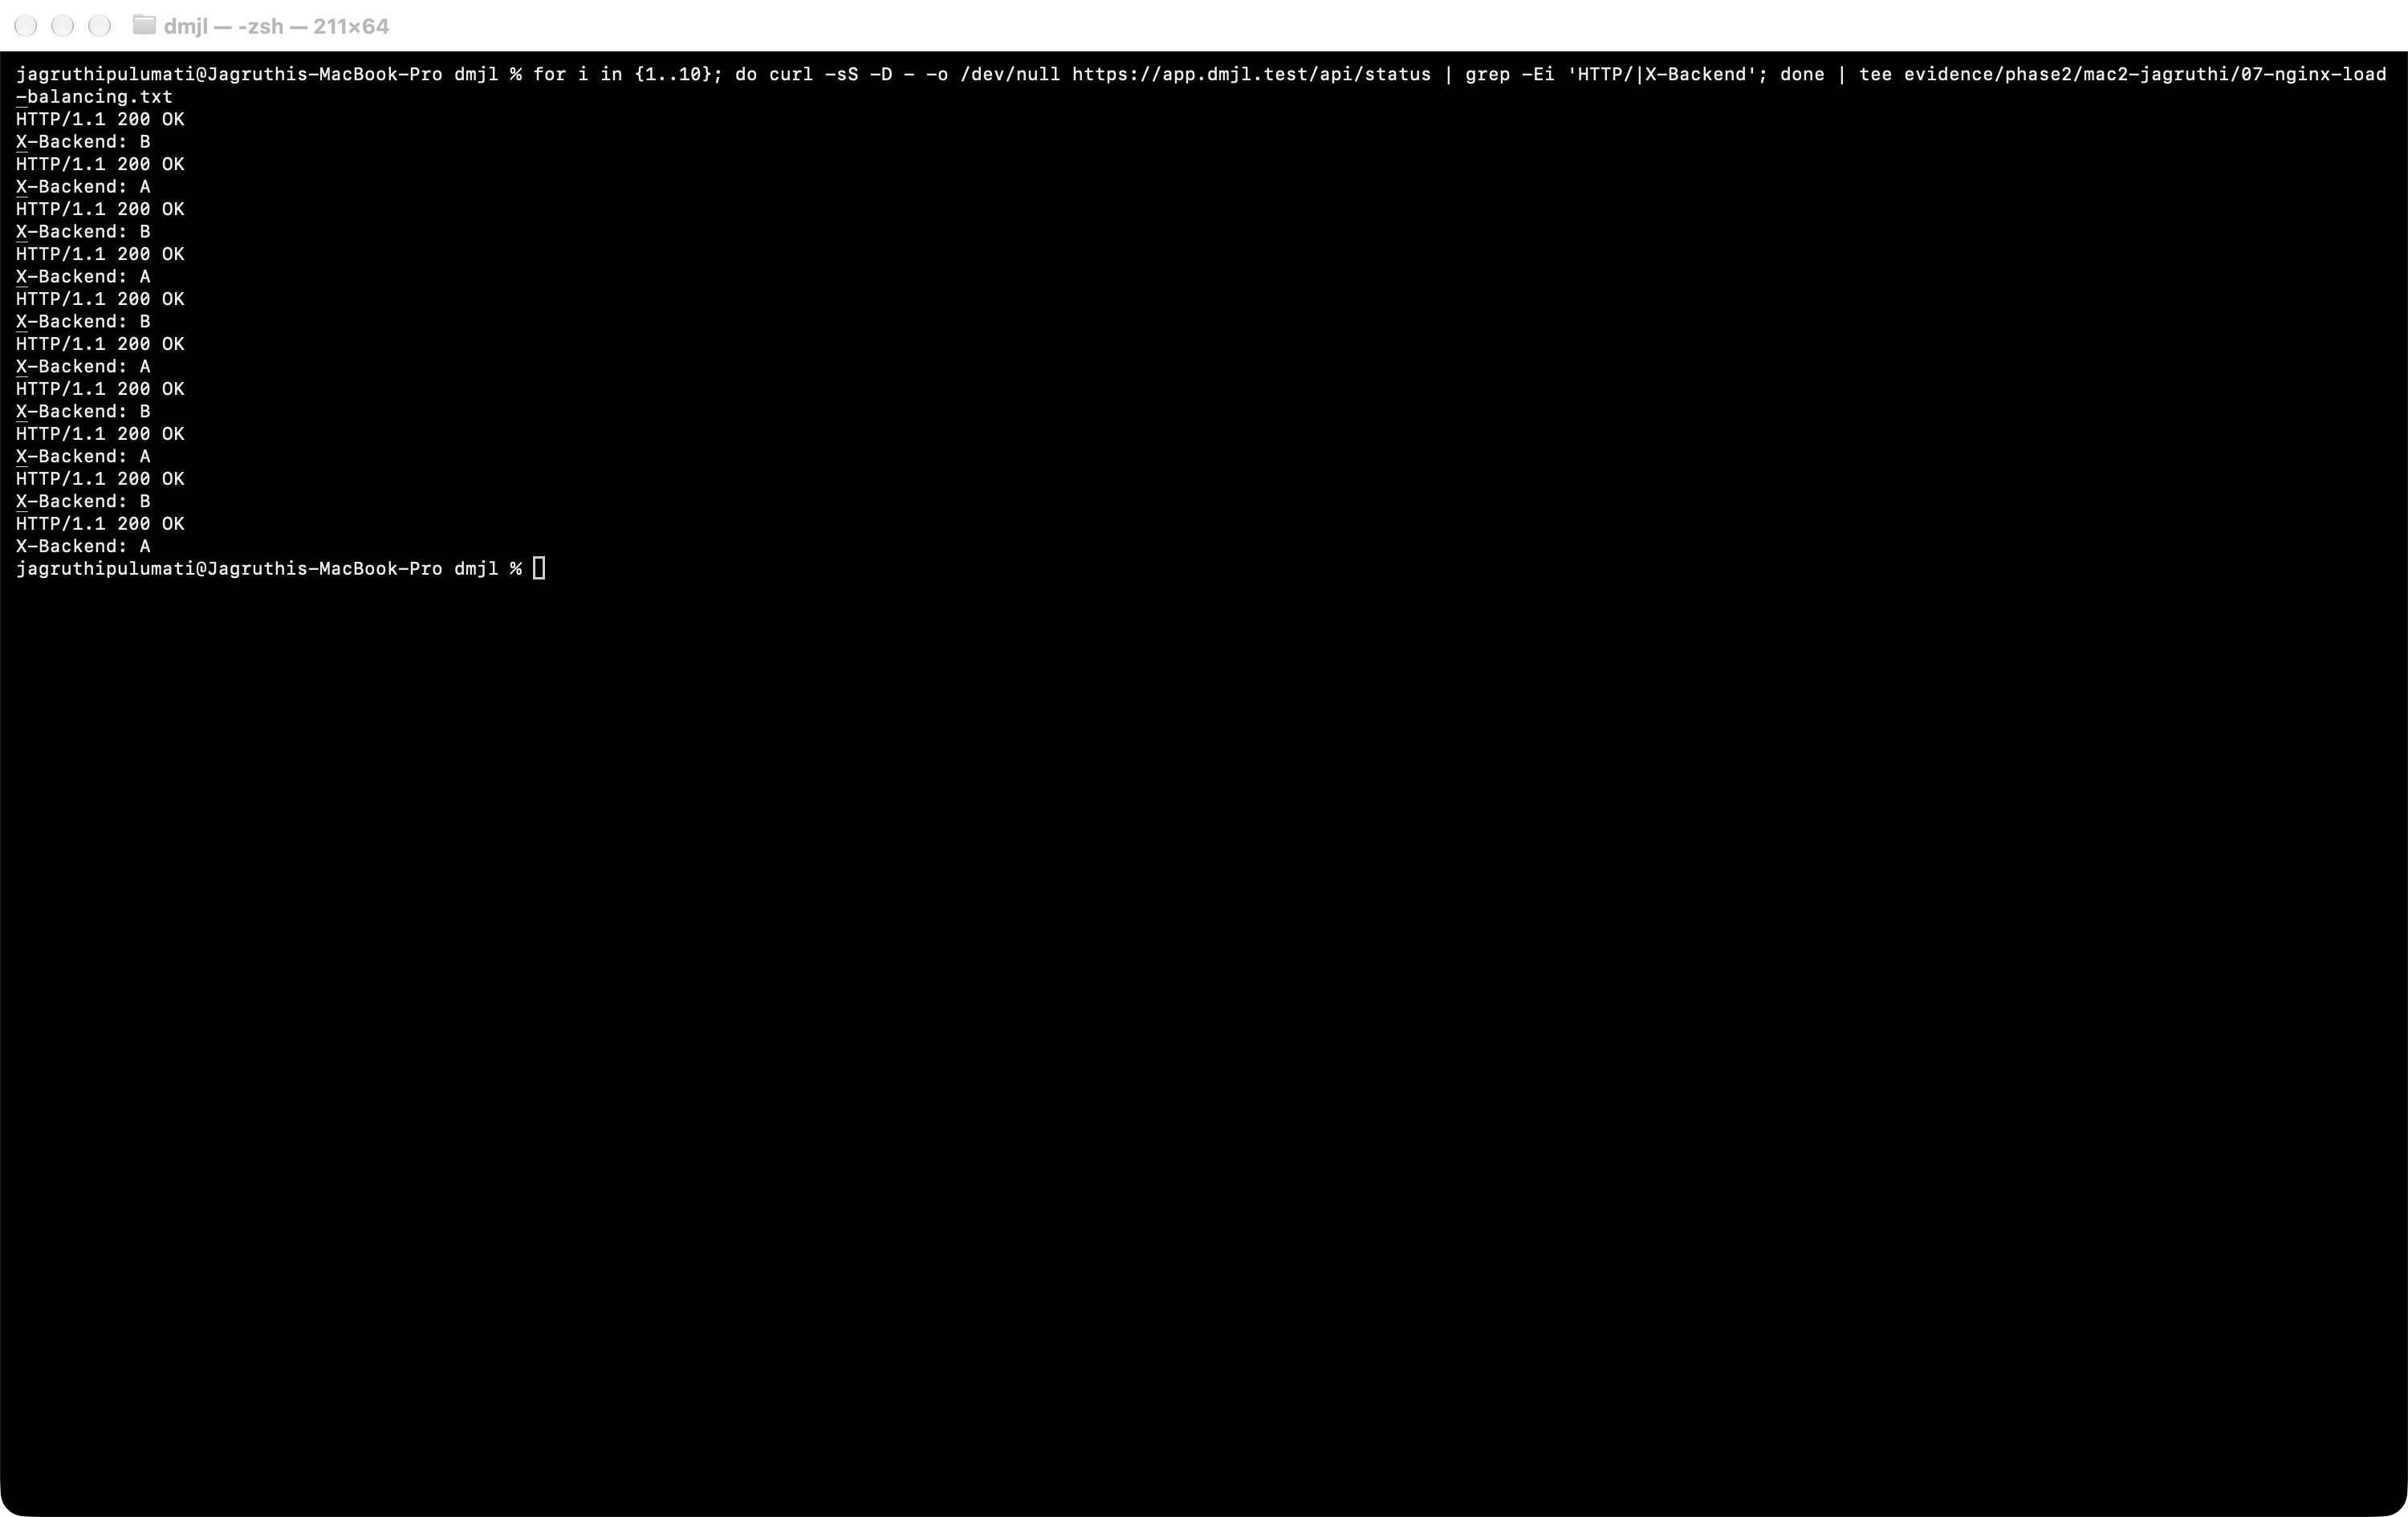 dmjl — -zsh — 211×64
jagruthipulumati@Jagruthis-MacBook-Pro dmjl % for i in {1..10}; do curl -sS -D - -o /dev/null https://app.dmjl.test/api/status | grep -Ei 'HTTP/|X-Backend'; done | tee evidence/phase2/mac2-jagruthi/07-nginx-load
-balancing.txt
HTTP/1.1 200 OK
X-Backend: B
HTTP/1.1 200 OK
X-Backend: A
HTTP/1.1 200 OK
X-Backend: B
HTTP/1.1 200 OK
X-Backend: A
HTTP/1.1 200 OK
X-Backend: B
HTTP/1.1 200 OK
X-Backend: A
HTTP/1.1 200 OK
X-Backend: B
HTTP/1.1 200 OK
X-Backend: A
HTTP/1.1 200 OK
X-Backend: B
HTTP/1.1 200 OK
X-Backend: A
jagruthipulumati@Jagruthis-MacBook-Pro dmjl %